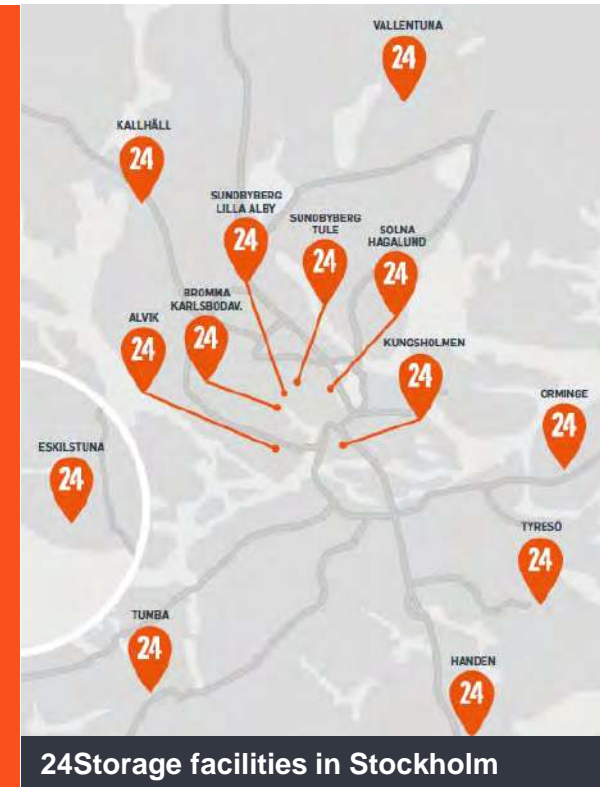 VALLENTUNA
24
KALLHÄLL
24
SUNDBYBERG
LILLA ALBY
24
SUNDBYBERG
TULE
24
SOLNA
HAGALUND
24
BROMMA
KARLSBODAV.
24
ALVIK
24
KUNGSHOLMEN
24
ORMINGE
24
ESKILSTUNA
24
TYRESÖ
24
TUMBA
24
HANDEN
24
24Storage facilities in Stockholm